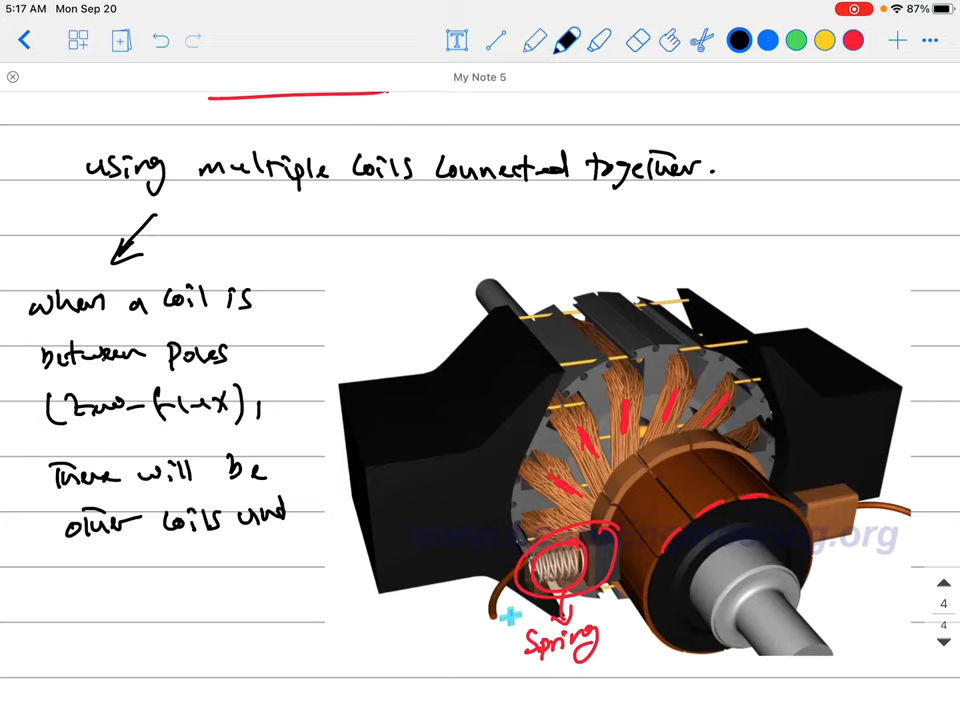 5:17 AM Mon Sep 20
87%
My Note 5
using multiple coils connected together.
when a coil is
between poles
(Zero-flux),
There will be
other coils und
Spring
4
4